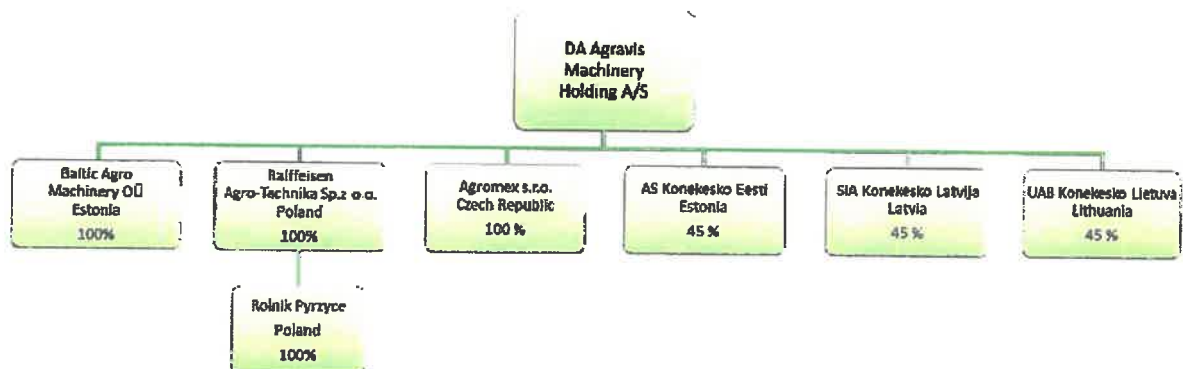 DA Agravis
Machinery
Holding A/S
Baltic Agro
Machinery OÜ
Estonia
100%
Raiffeisen
Agro-Technika Sp.z o.o.
Poland
100%
Agromex s.r.o.
Czech Republic
100 %
AS Konekesko Eesti
Estonia
45 %
SIA Konekesko Latvija
Latvia
45 %
UAB Konekesko Lietuva
Lithuania
45 %
Rolnik Pyrzyce
Poland
100%